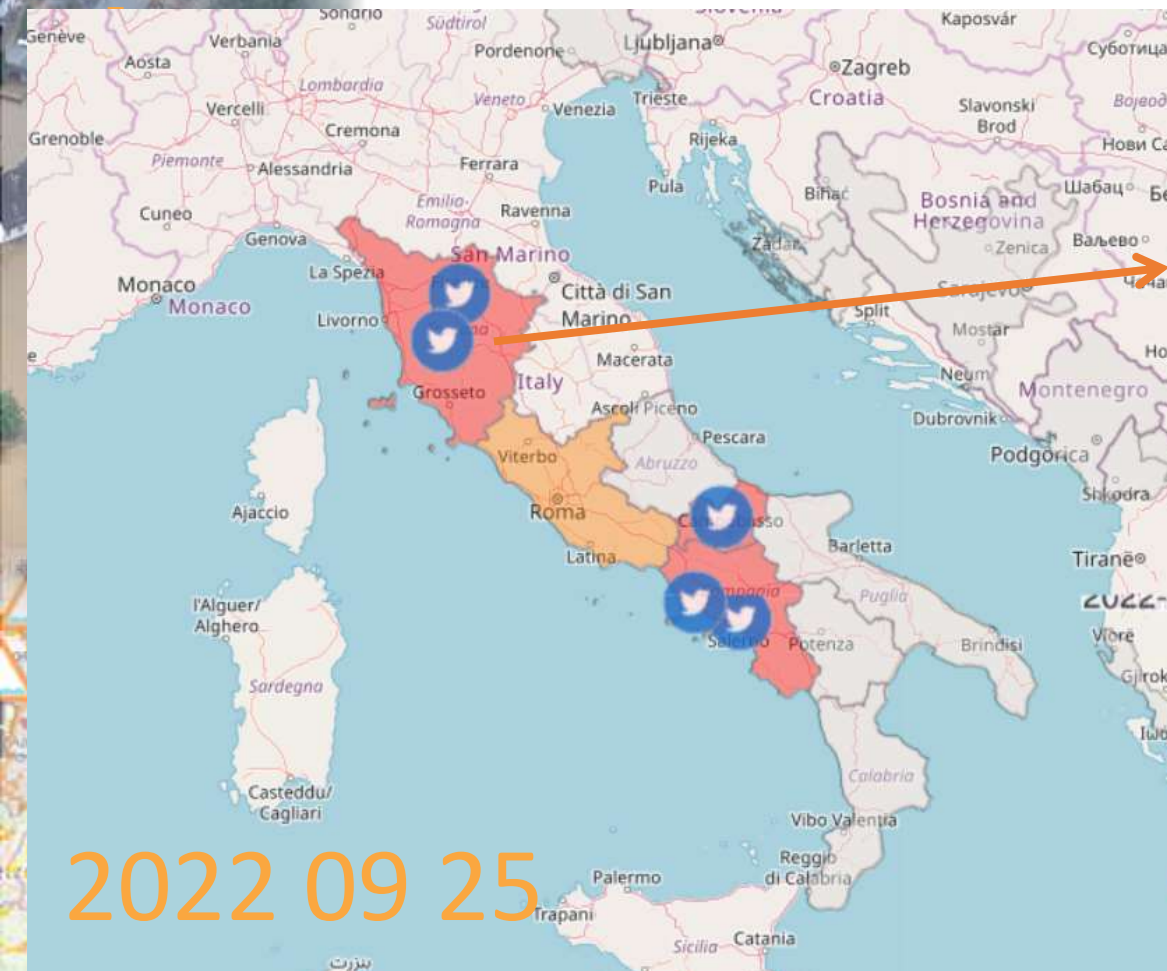 Sondrio
Südtirol
Kaposvár
Genève
Verbania
Pordenone
Ljubljana
Суботица
Aosta
Zagreb
Lombardia
Croatia
Vercelli
Veneto
Venezia
Trieste
Slavonski
Brod
Grenoble
Cremona
Rijeka
Piemonte
Alessandria
Ferrara
Pula
Bihać
Bosnia and
Herzegovina
Шабац
Cuneo
Emilia-
Romagna
Ravenna
Genova
Zadar
Zenica
Ваљево
San Marino
La Spezia
Monaco
Monaco
Città di San
Marino
Sarajevo
Livorno
Split
Mostar
Macerata
Grosseto
Italy
Neum
Montenegro
Ascoli Piceno
Dubrovnik
Viterbo
Pescara
Podgorica
Abruzzo
Shkodra
Ajaccio
Roma
Latina
Barletta
Tiranë
l'Alguer/
Alghero
Puglia
2022-
Vlorë
Salerno
Potenza
Brindisi
Sardegna
Calabria
Casteddu/
Cagliari
Vibo Valentia
Reggio
di Calabria
2022 09 25
Palermo
Trapani
Sicilia
Catania
بنزرت